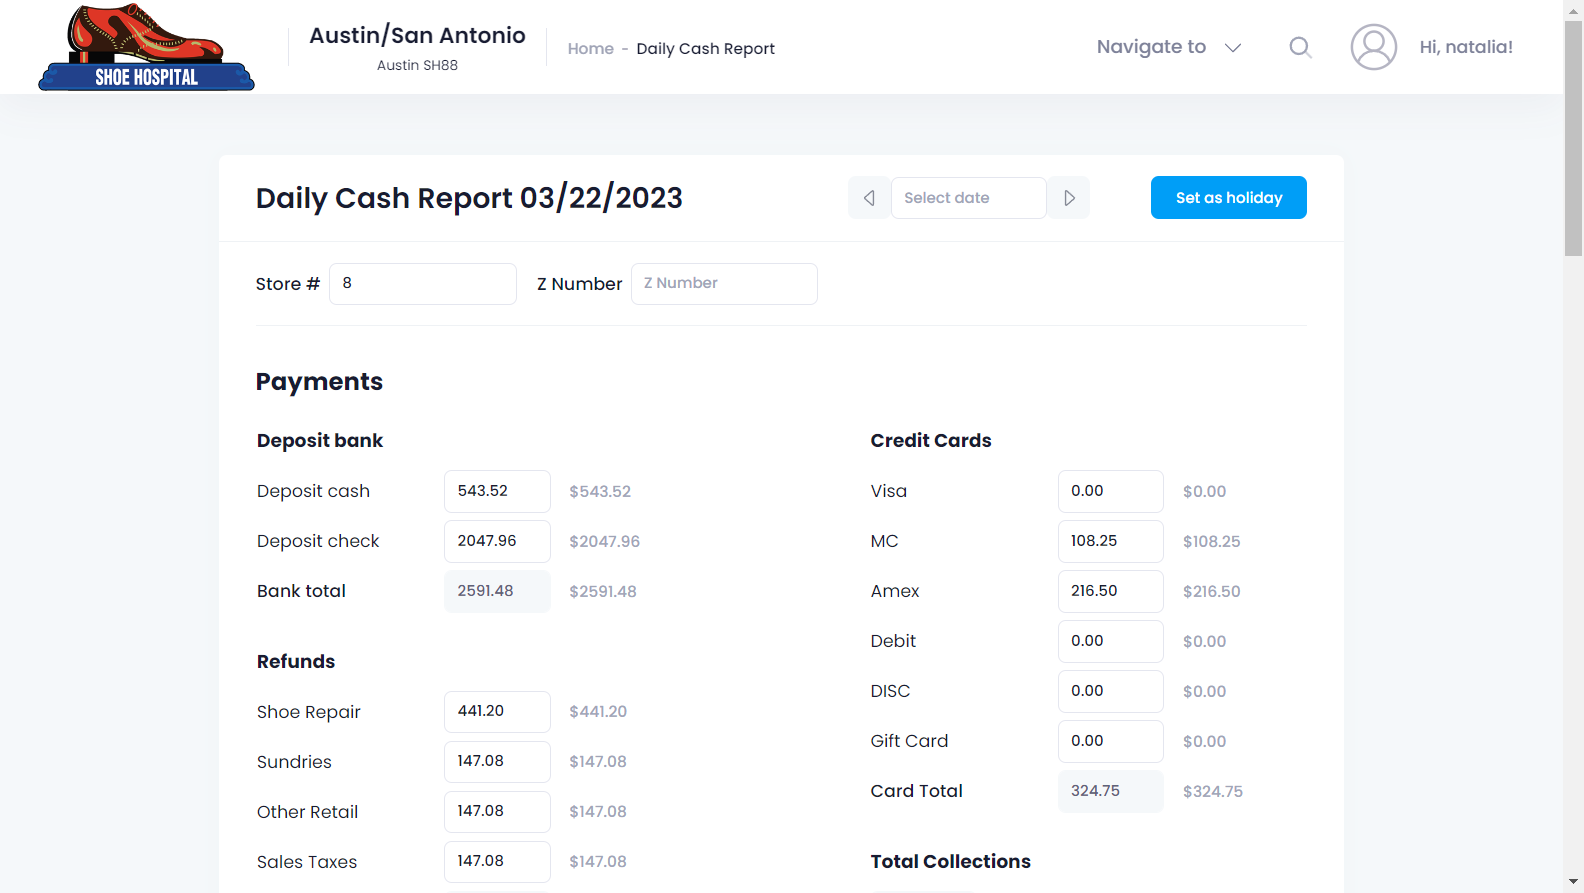 SHOE HOSPITAL
Austin/San Antonio
Austin SH88
Home - Daily Cash Report
Navigate to
Hi, natalia!
Daily Cash Report 03/22/2023
Select date
Set as holiday
Store # 8 Z Number Z Number
Payments
Deposit bank
Deposit cash 543.52 $543.52
Deposit check 2047.96 $2047.96
Bank total 2591.48 $2591.48
Refunds
Shoe Repair 441.20 $441.20
Sundries 147.08 $147.08
Other Retail 147.08 $147.08
Sales Taxes 147.08 $147.08
Credit Cards
Visa 0.00 $0.00
MC 108.25 $108.25
Amex 216.50 $216.50
Debit 0.00 $0.00
DISC 0.00 $0.00
Gift Card 0.00 $0.00
Card Total 324.75 $324.75
Total Collections